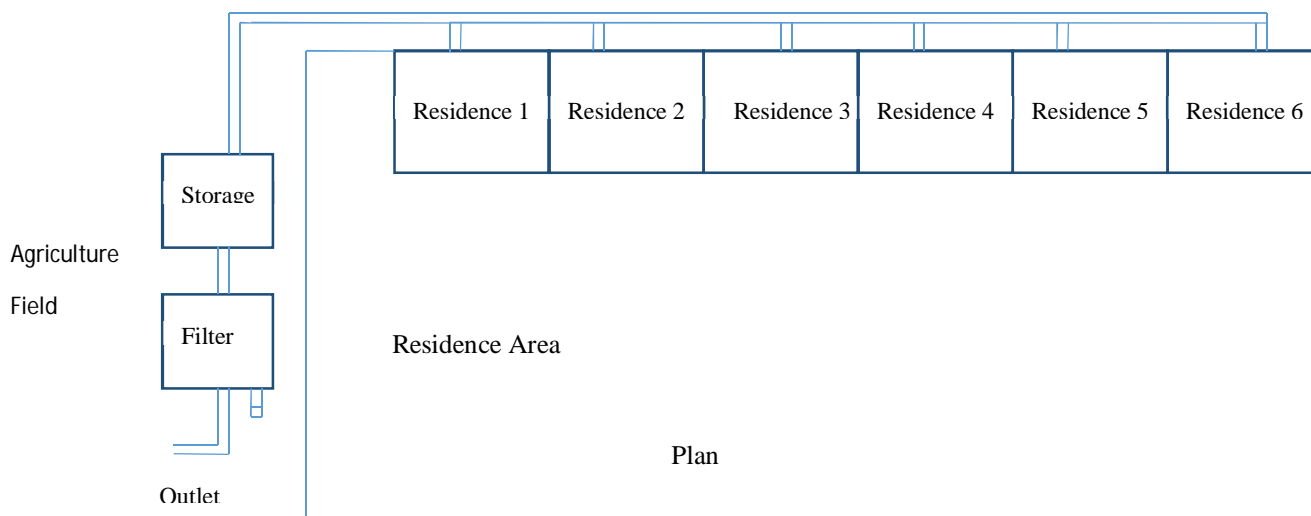 Residence 1 Residence 2 Residence 3 Residence 4 Residence 5 Residence 6
Storage
Agriculture
Field
Filter
Residence Area
Plan
Outlet